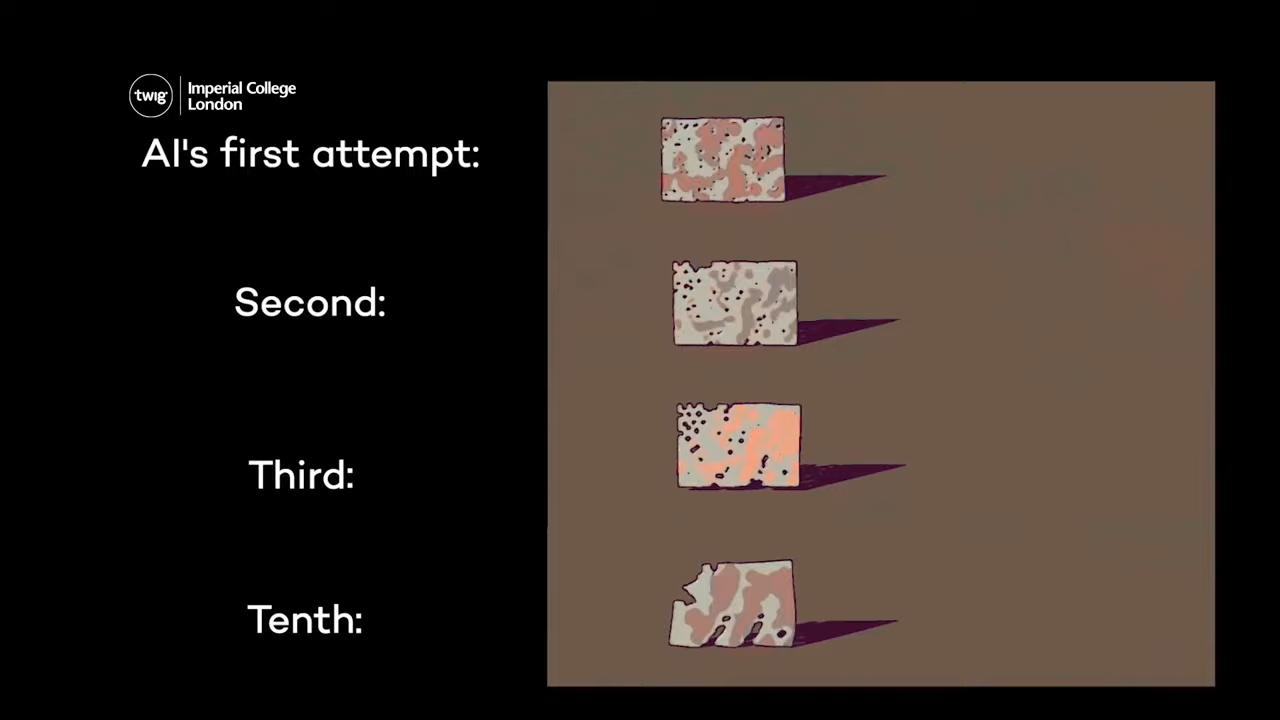 twig
Imperial College
London
AI's first attempt:
Second:
Third:
Tenth: